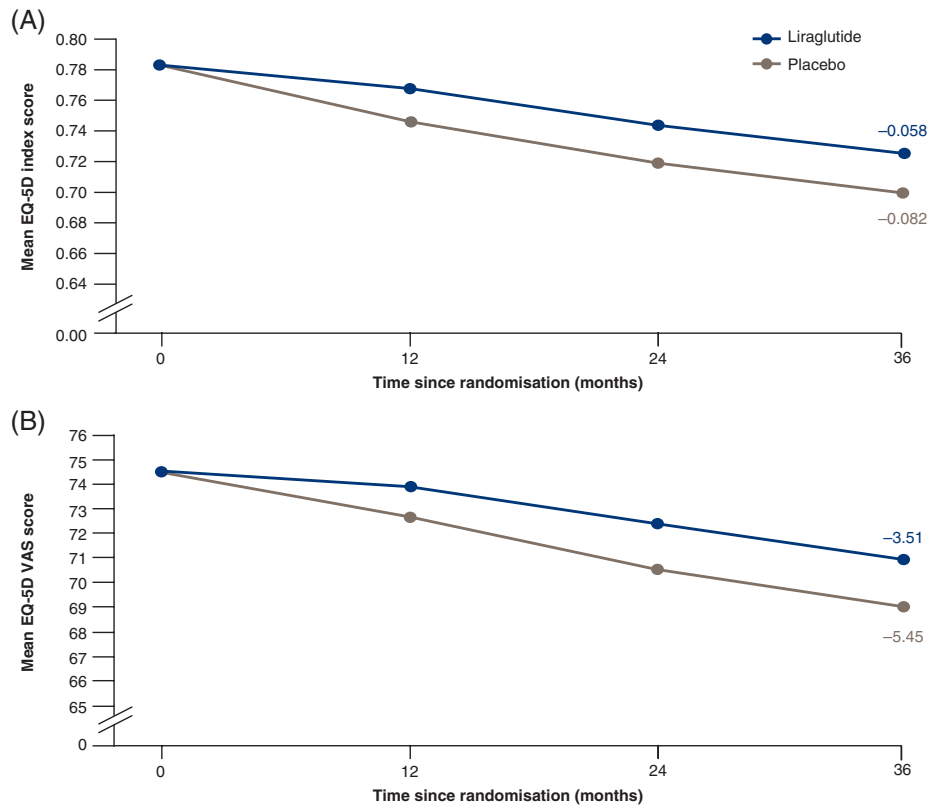 (A)
Liraglutide
Placebo
Mean EQ-5D index score
0.80
0.78
0.76
0.74
0.72
0.70
0.68
0.66
0.64
0.00
–0.058
–0.082
0 12 24 36
Time since randomisation (months)
(B)
Mean EQ-5D VAS score
76
75
74
73
72
71
70
69
68
67
66
65
0
–3.51
–5.45
0 12 24 36
Time since randomisation (months)